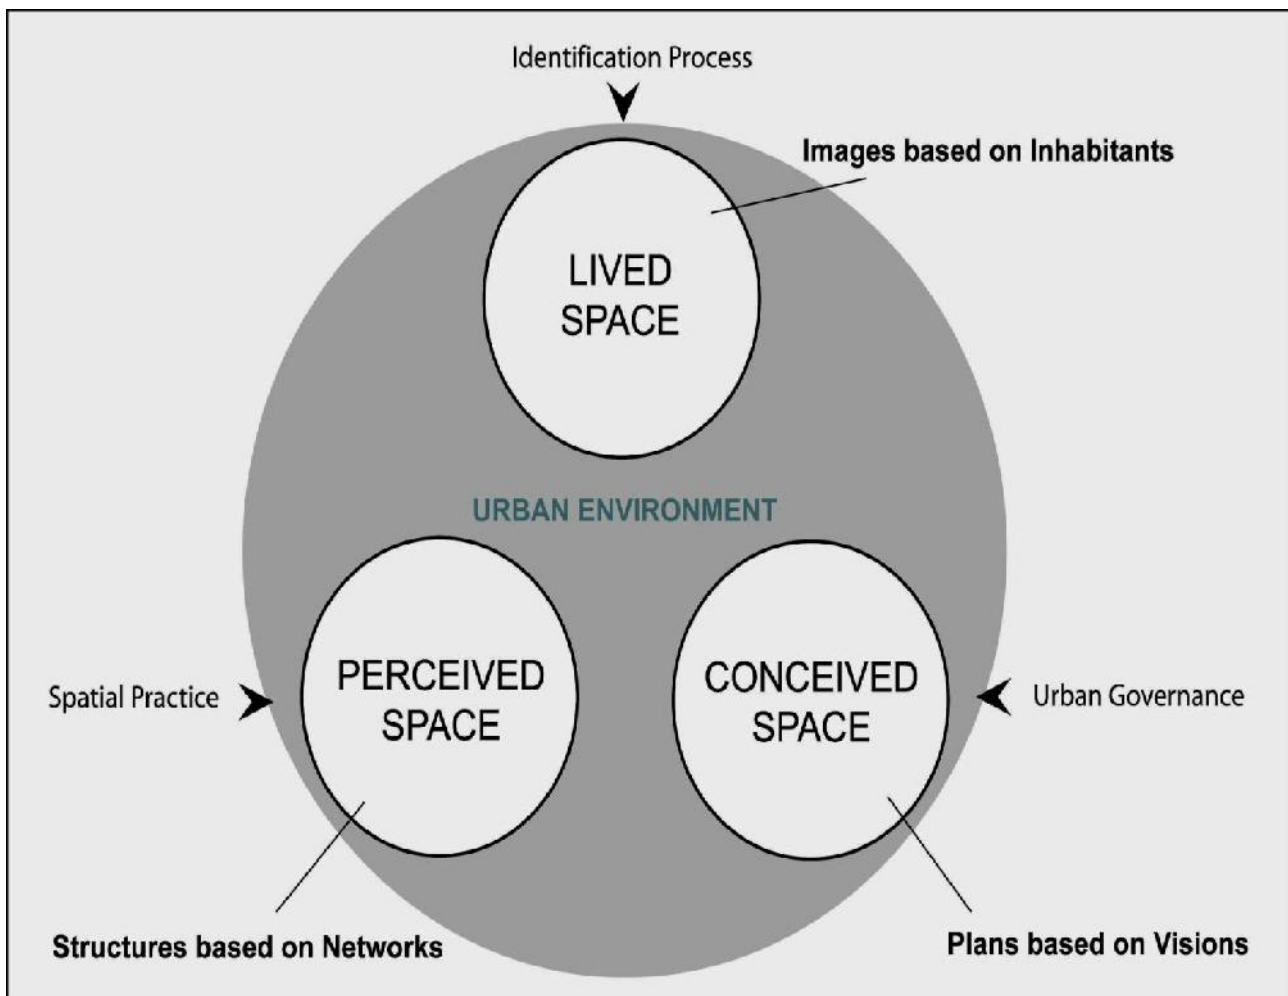 Identification Process
Images based on Inhabitants
LIVED
SPACE
URBAN ENVIRONMENT
PERCEIVED
SPACE
CONCEIVED
SPACE
Spatial Practice
Urban Governance
Structures based on Networks
Plans based on Visions